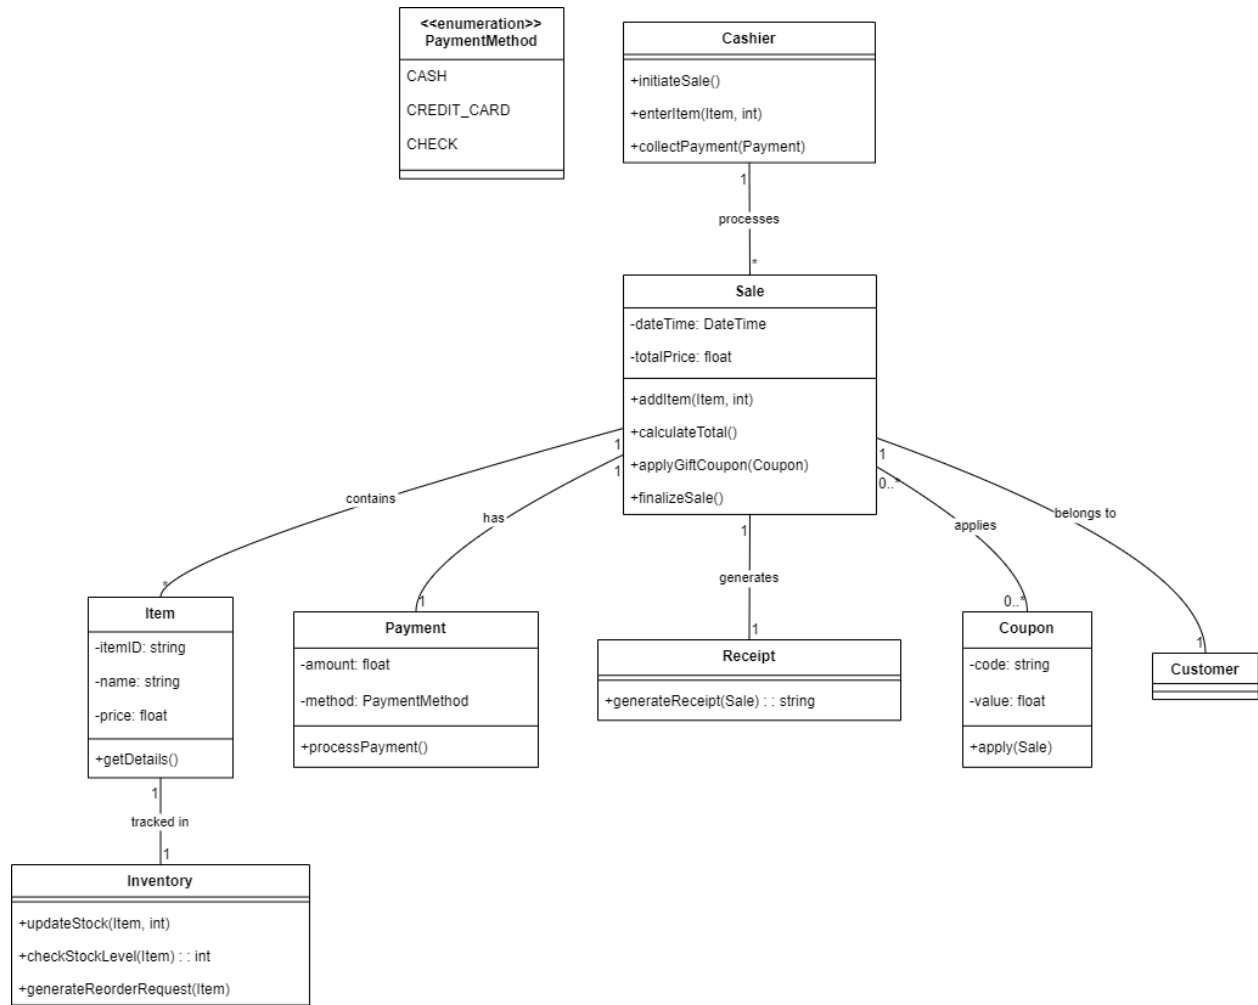 <<enumeration>>
PaymentMethod
CASH
CREDIT_CARD
CHECK
Cashier
+initiateSale()
+enterItem(Item, int)
+collectPayment(Payment)
1
processes
*
Sale
-dateTime: DateTime
-totalPrice: float
+addItem(Item, int)
+calculateTotal()
+applyGiftCoupon(Coupon)
+finalizeSale()
1
contains
*
1
has
1
1
generates
1
0..*
applies
0..*
1
belongs to
1
Item
-itemID: string
-name: string
-price: float
+getDetails()
Payment
-amount: float
-method: PaymentMethod
+processPayment()
Receipt
+generateReceipt(Sale) : : string
Coupon
-code: string
-value: float
+apply(Sale)
Customer
1
tracked in
1
Inventory
+updateStock(Item, int)
+checkStockLevel(Item) : : int
+generateReorderRequest(Item)